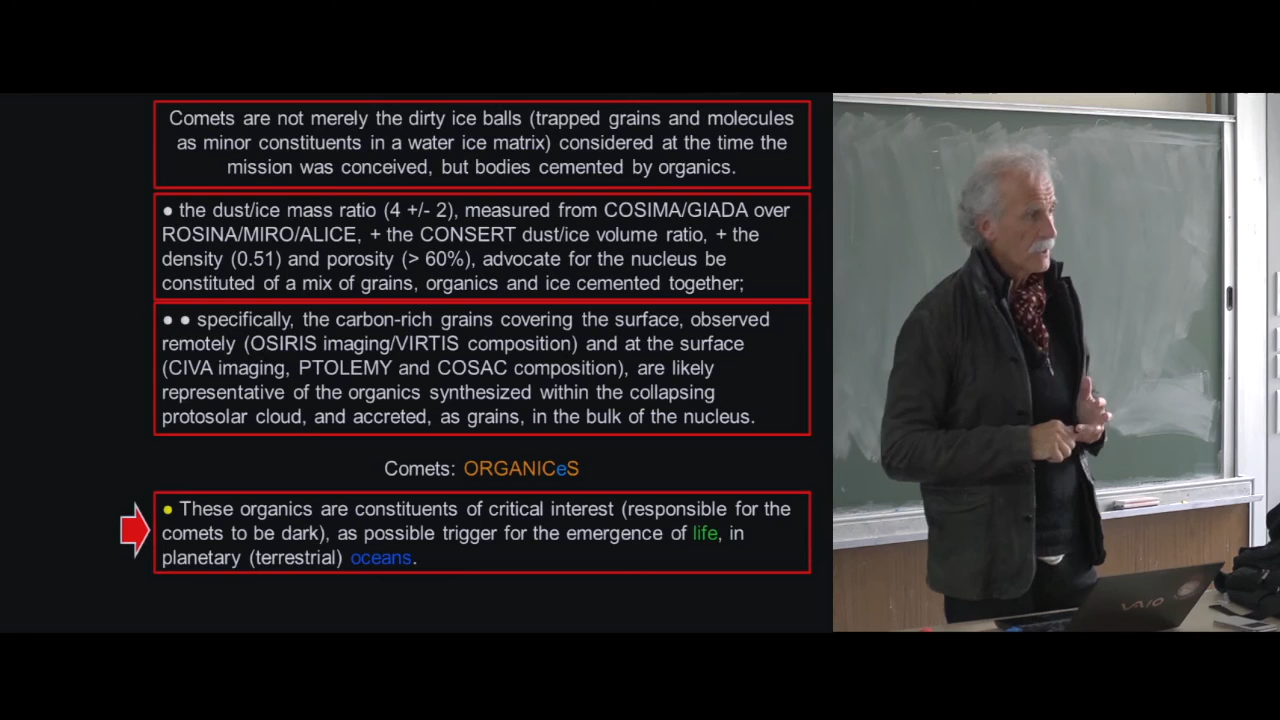 Comets are not merely the dirty ice balls (trapped grains and molecules
as minor constituents in a water ice matrix) considered at the time the
mission was conceived, but bodies cemented by organics.
● the dust/ice mass ratio (4 +/- 2), measured from COSIMA/GIADA over
ROSINA/MIRO/ALICE, + the CONSERT dust/ice volume ratio, + the
density (0.51) and porosity (> 60%), advocate for the nucleus be
constituted of a mix of grains, organics and ice cemented together;
● ● specifically, the carbon-rich grains covering the surface, observed
remotely (OSIRIS imaging/VIRTIS composition) and at the surface
(CIVA imaging, PTOLEMY and COSAC composition), are likely
representative of the organics synthesized within the collapsing
protosolar cloud, and accreted, as grains, in the bulk of the nucleus.
Comets: ORGANICeS
● These organics are constituents of critical interest (responsible for the
comets to be dark), as possible trigger for the emergence of life, in
planetary (terrestrial) oceans.
VAIO